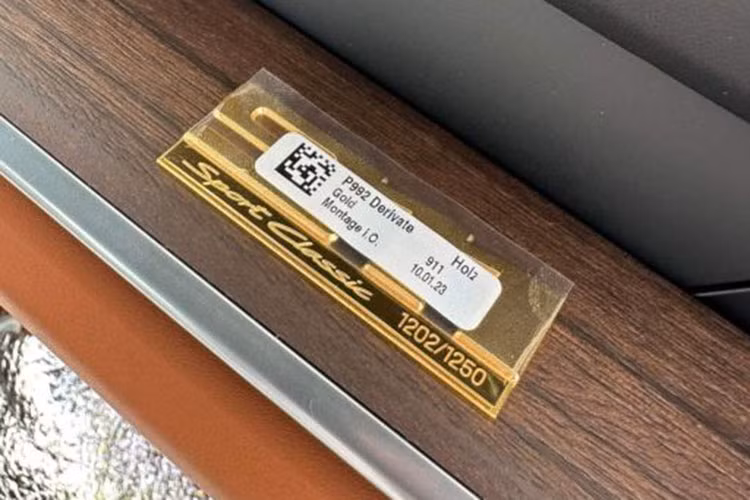 P992 Derivate
Gold
Montage i.O.
911 Holz
10.01.23
Sport Classic
1202/1250